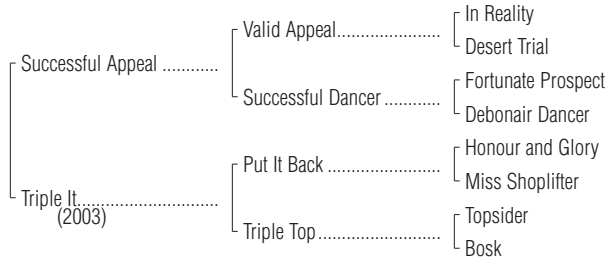 In Reality
Valid Appeal..................
Desert Trial
Successful Appeal ............
Fortunate Prospect
Successful Dancer ............
Debonair Dancer
Honour and Glory
Put It Back ........................
Miss Shoplifter
Triple It..............................
(2003)
Topsider
Triple Top..........................
Bosk